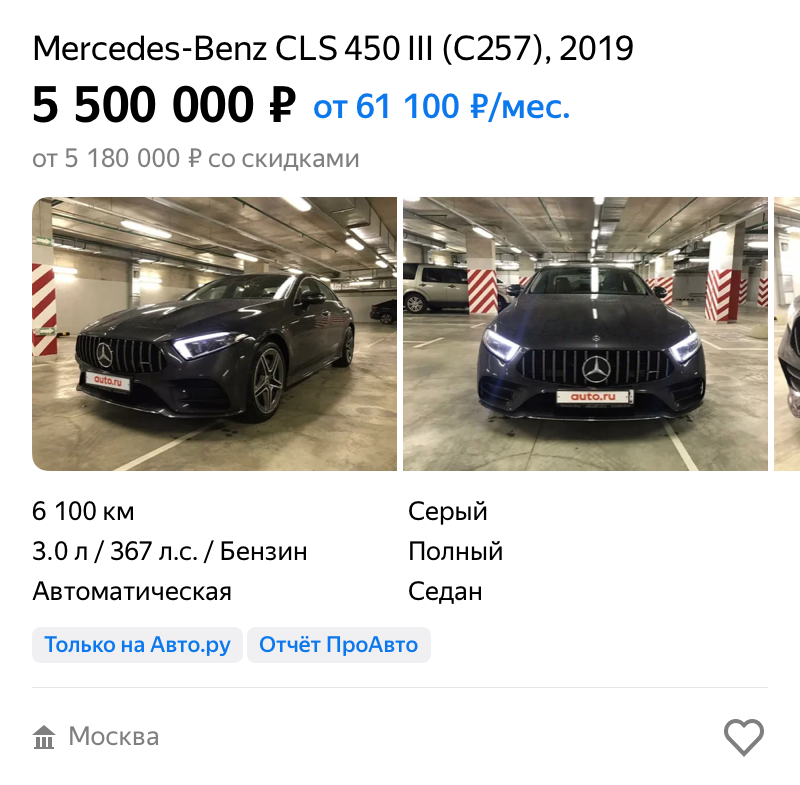 Mercedes-Benz CLS 450 III (C257), 2019
5 500 000 ₽ от 61 100 ₽/мес.
от 5 180 000 ₽ со скидками
auto.ru
auto.ru
6 100 км
Серый
3.0 л / 367 л.с. / Бензин
Полный
Автоматическая
Седан
Только на Авто.ру
Отчёт ПроАвто
Москва